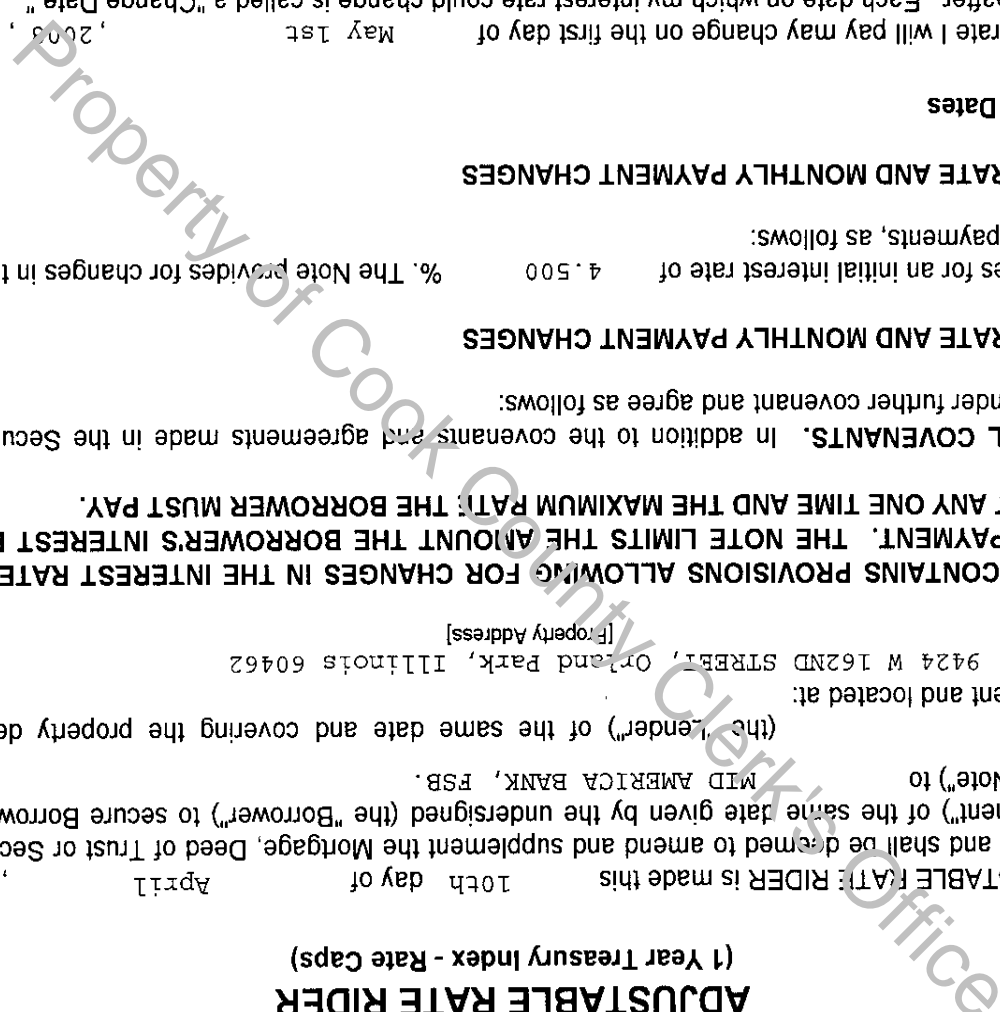 ADJUSTABLE RATE RIDER
(1 Year Treasury Index - Rate Caps)
STABLE RATE RIDER is made this 10th day of April ,
and shall be deemed to amend and supplement the Mortgage, Deed of Trust or Sec
ent") of the same date given by the undersigned (the "Borrower") to secure Borrow
Note") to MID AMERICA BANK, FSB.
(the "Lender") of the same date and covering the property de
ent and located at:
9424 W 162ND STREET, Orland Park, Illinois 60462
[Property Address]
CONTAINS PROVISIONS ALLOWING FOR CHANGES IN THE INTEREST RATE
PAYMENT. THE NOTE LIMITS THE AMOUNT THE BORROWER'S INTEREST
ANY ONE TIME AND THE MAXIMUM RATE THE BORROWER MUST PAY.
L COVENANTS. In addition to the covenants and agreements made in the Secu
nder further covenant and agree as follows:
RATE AND MONTHLY PAYMENT CHANGES
es for an initial interest rate of 4.500 %. The Note provides for changes in t
payments, as follows:
RATE AND MONTHLY PAYMENT CHANGES
Dates
rate I will pay may change on the first day of May 1st ,
after. Each date on which my interest rate could change is called a "Change Date."
Property of Cook County Clerk's Office